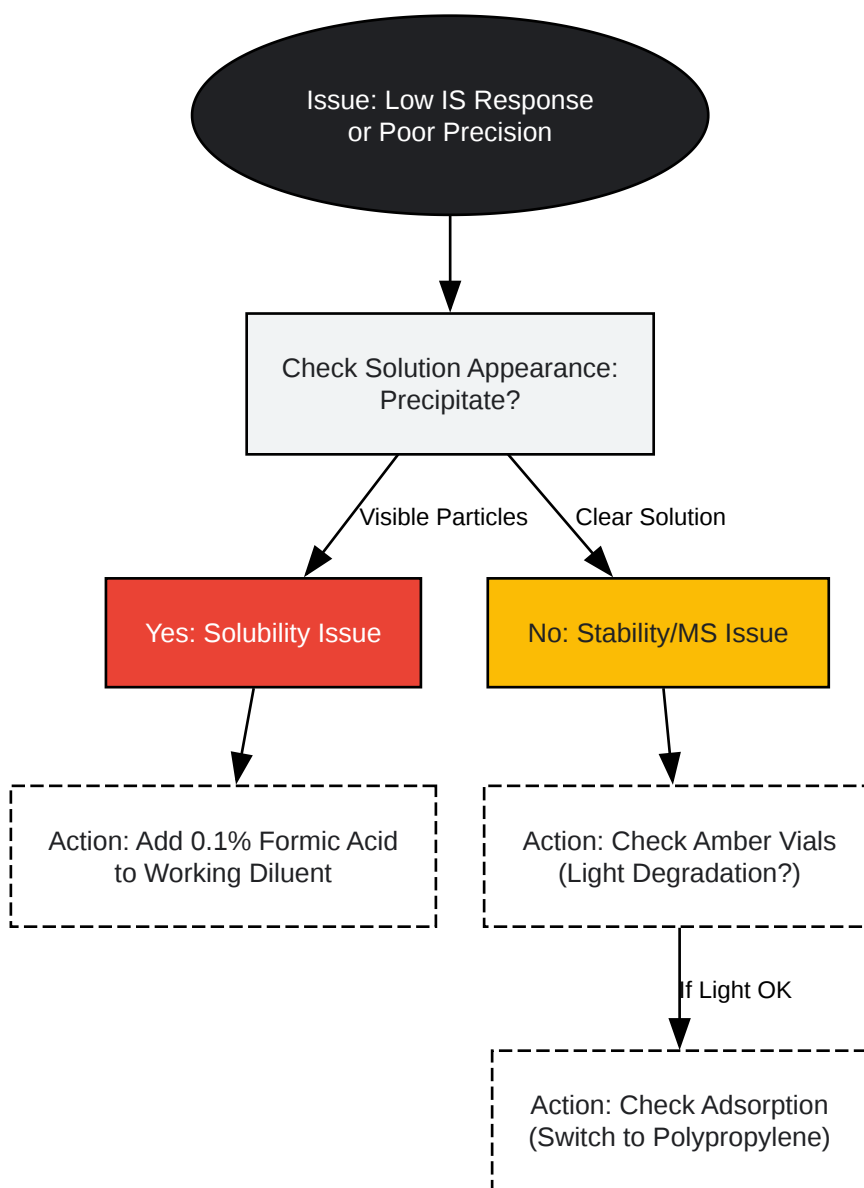 Issue: Low IS Response
or Poor Precision
Check Solution Appearance:
Precipitate?
Visible Particles
Clear Solution
Yes: Solubility Issue
No: Stability/MS Issue
Action: Add 0.1% Formic Acid
to Working Diluent
Action: Check Amber Vials
(Light Degradation?)
If Light OK
Action: Check Adsorption
(Switch to Polypropylene)